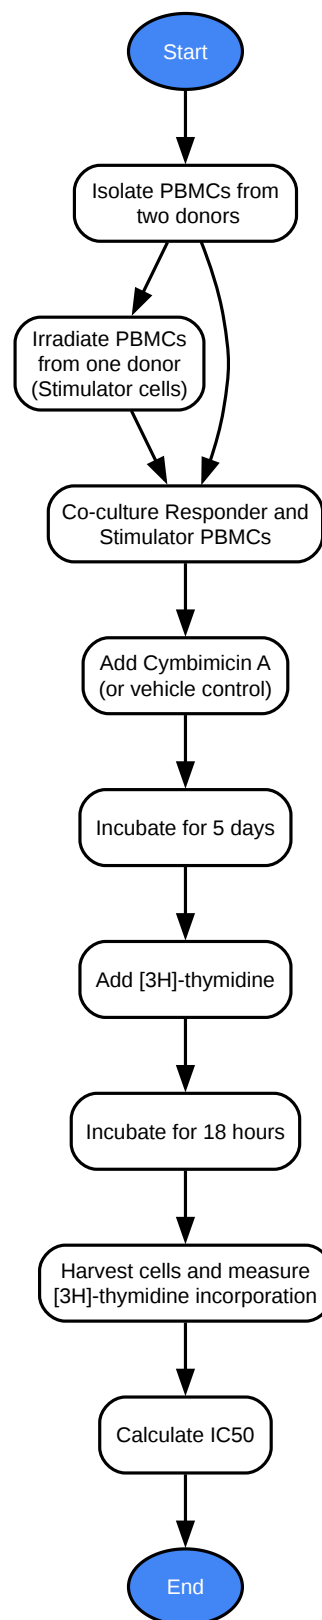 Start
Isolate PBMCs from
two donors
Irradiate PBMCs
from one donor
(Stimulator cells)
Co-culture Responder and
Stimulator PBMCs
Add Cymbimicin A
(or vehicle control)
Incubate for 5 days
Add [3H]-thymidine
Incubate for 18 hours
Harvest cells and measure
[3H]-thymidine incorporation
Calculate IC50
End